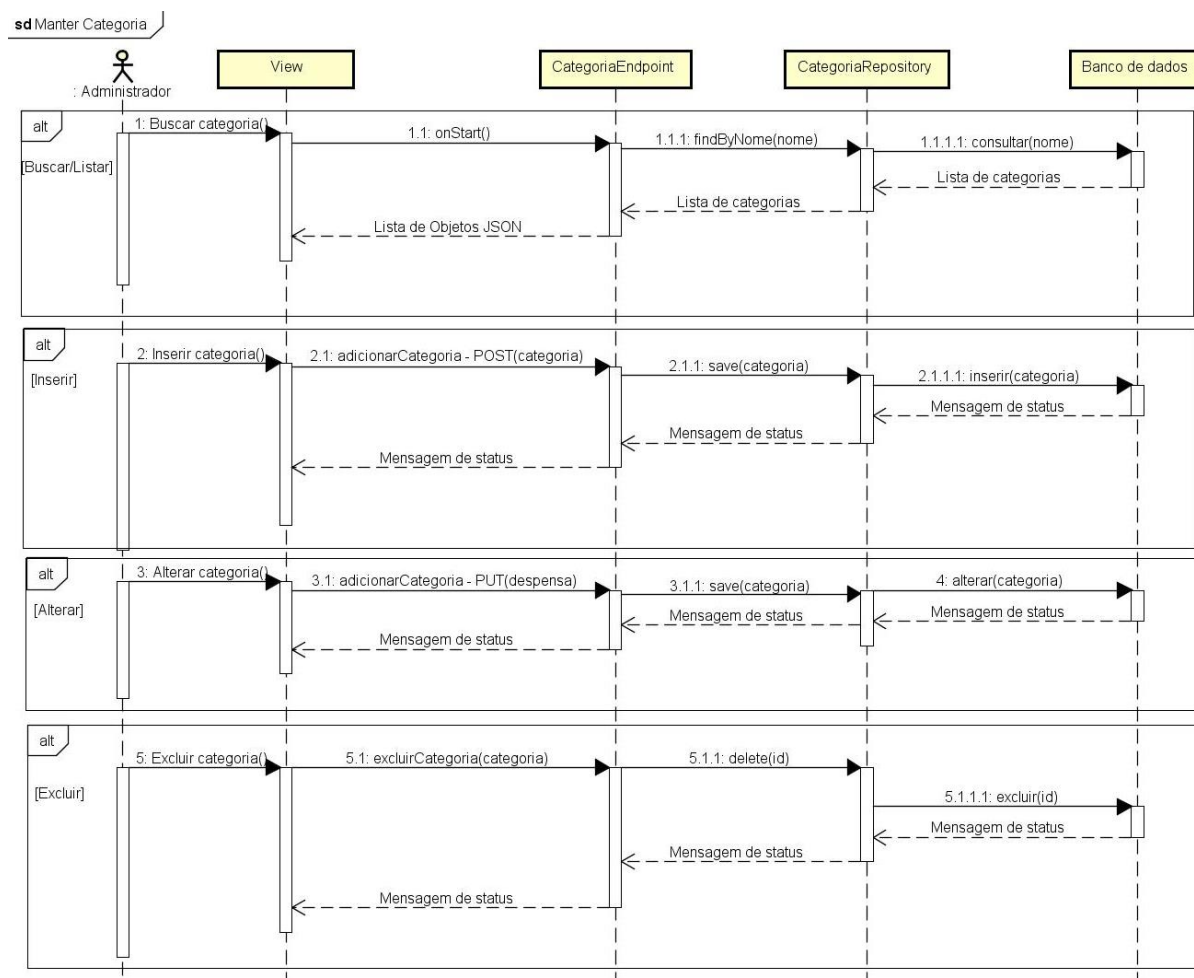 sd Manter Categoria
: Administrador
View
CategoriaEndpoint
CategoriaRepository
Banco de dados
alt
[Buscar/Listar]
1: Buscar categoria()
1.1: onStart()
1.1.1: findByNome(nome)
1.1.1.1: consultar(nome)
Lista de categorias
Lista de categorias
Lista de Objetos JSON
alt
[Inserir]
2: Inserir categoria()
2.1: adicionarCategoria - POST(categoria)
2.1.1: save(categoria)
2.1.1.1: inserir(categoria)
Mensagem de status
Mensagem de status
Mensagem de status
alt
[Alterar]
3: Alterar categoria()
3.1: adicionarCategoria - PUT(despensa)
3.1.1: save(categoria)
4: alterar(categoria)
Mensagem de status
Mensagem de status
Mensagem de status
alt
[Excluir]
5: Excluir categoria()
5.1: excluirCategoria(categoria)
5.1.1: delete(id)
5.1.1.1: excluir(id)
Mensagem de status
Mensagem de status
Mensagem de status